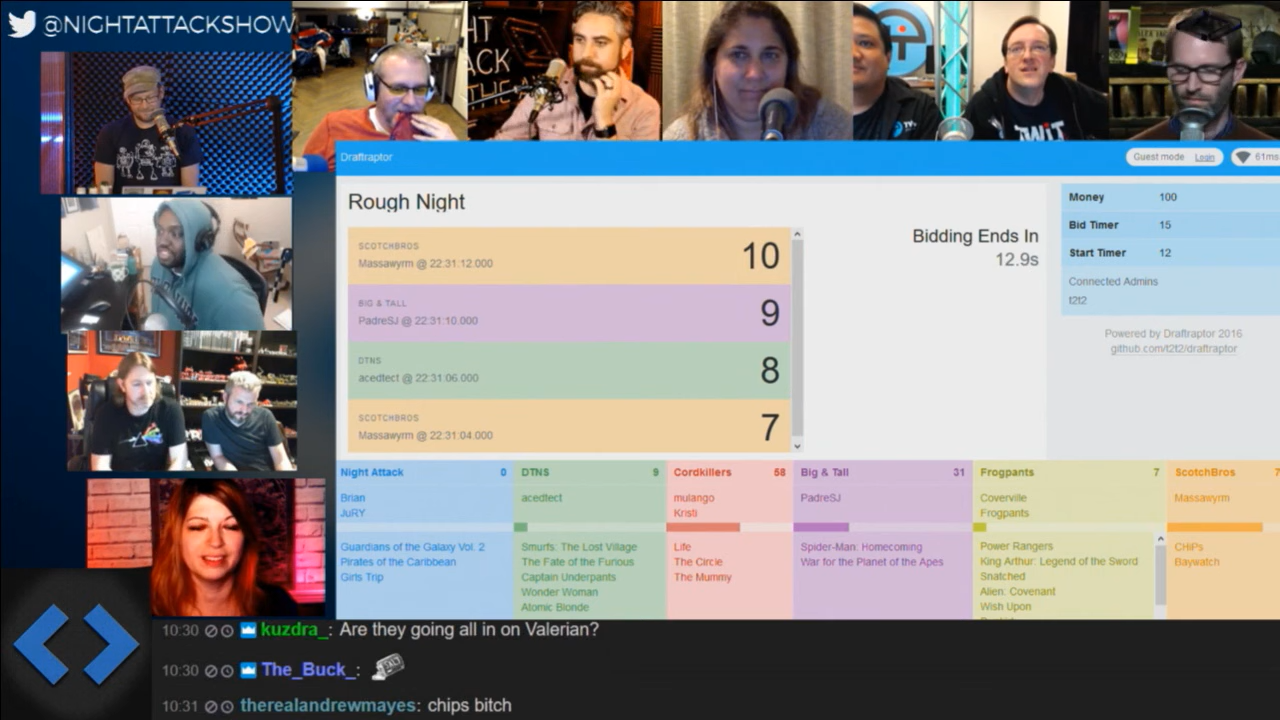 @NIGHTATTACKSHOW
Draftraptor
Guest mode Login 61ms
Rough Night
SCOTCHBROS
Massawyrm @ 22:31:12.000
10
BIG & TALL
PadreSJ @ 22:31:10.000
9
DTNS
acedtect @ 22:31:06.000
8
SCOTCHBROS
Massawyrm @ 22:31:04.000
7
Bidding Ends In
12.9s
Money 100
Bid Timer 15
Start Timer 12
Connected Admins
t2t2
Powered by Draftraptor 2016
github.com/t2t2/draftraptor
Night Attack 0
Brian
JuRY
Guardians of the Galaxy Vol. 2
Pirates of the Caribbean
Girls Trip
DTNS 9
acedtect
Smurfs: The Lost Village
The Fate of the Furious
Captain Underpants
Wonder Woman
Atomic Blonde
Cordkillers 68
mulango
Kristi
Life
The Circle
The Mummy
Big & Tall 31
PadreSJ
Spider-Man: Homecoming
War for the Planet of the Apes
Frogpants 7
Coverville
Frogpants
Power Rangers
King Arthur: Legend of the Sword
Snatched
Alien: Covenant
Wish Upon
ScotchBros
Massawyrm
CHiPs
Baywatch
10:30 kuzdra_: Are they going all in on Valerian?
10:30 The_Buck_:
10:31 therealandrewmayes: chips bitch